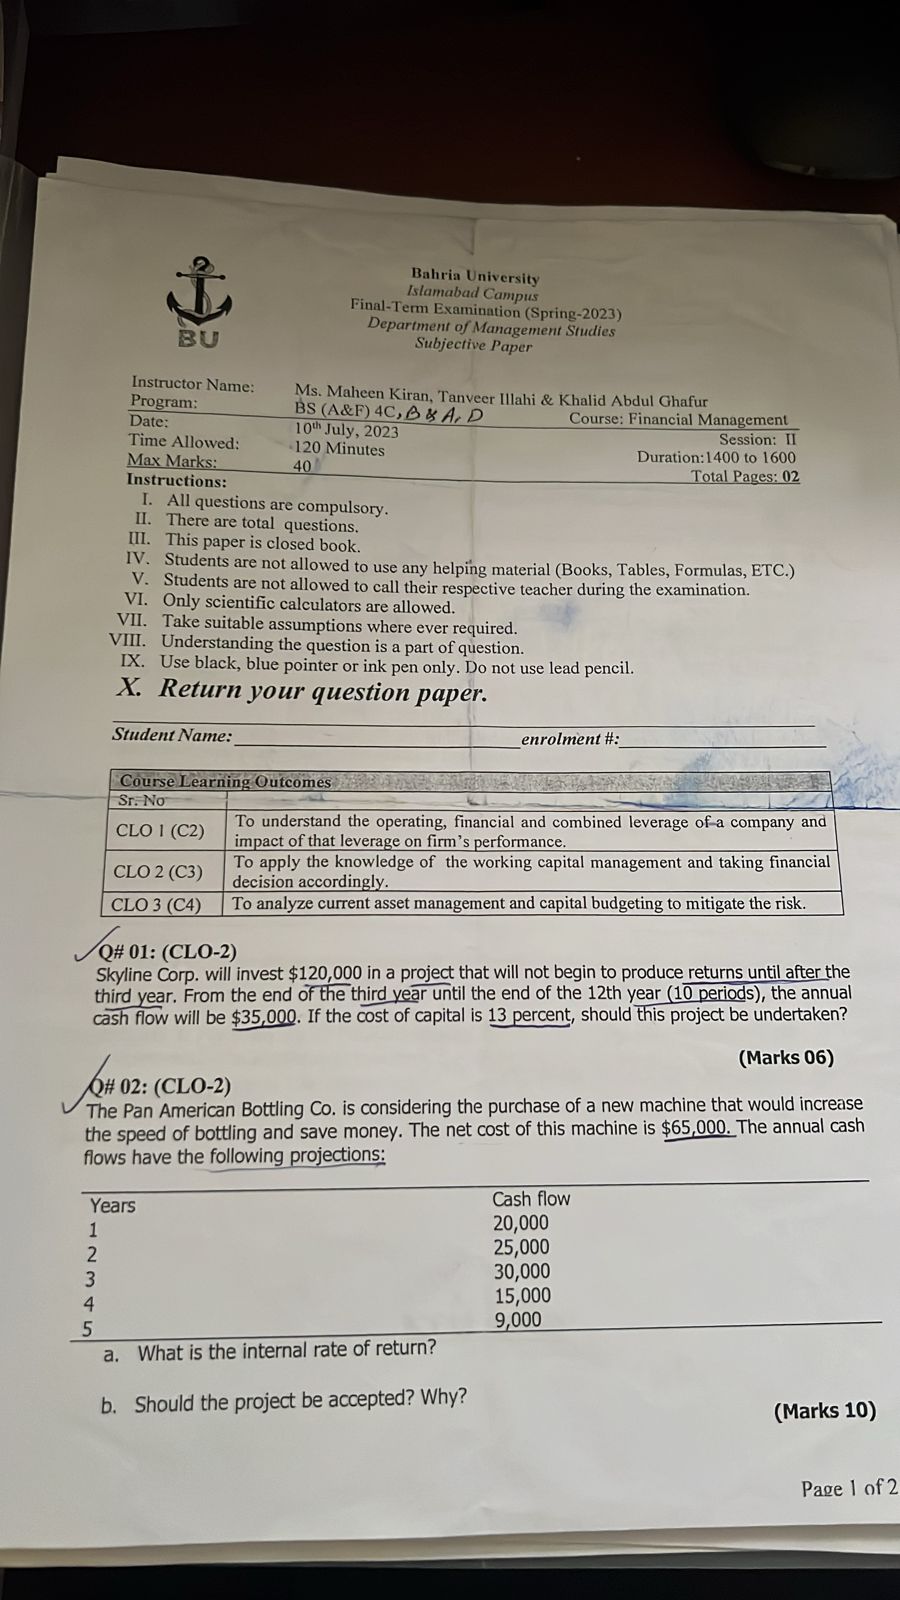 BU
Bahria University
Islamabad Campus
Final-Term Examination (Spring-2023)
Department of Management Studies
Subjective Paper
Instructor Name: Ms. Maheen Kiran, Tanveer Illahi & Khalid Abdul Ghafur
Program: BS (A&F) 4C, B & A, D Course: Financial Management
Date: 10th July, 2023 Session: II
Time Allowed: 120 Minutes Duration:1400 to 1600
Max Marks: 40 Total Pages: 02
Instructions:
I. All questions are compulsory.
II. There are total questions.
III. This paper is closed book.
IV. Students are not allowed to use any helping material (Books, Tables, Formulas, ETC.)
V. Students are not allowed to call their respective teacher during the examination.
VI. Only scientific calculators are allowed.
VII. Take suitable assumptions where ever required.
VIII. Understanding the question is a part of question.
IX. Use black, blue pointer or ink pen only. Do not use lead pencil.
X. Return your question paper.
Student Name: enrolment #:
Course Learning Outcomes
Sr. No
CLO 1 (C2) To understand the operating, financial and combined leverage of a company and
impact of that leverage on firm's performance.
CLO 2 (C3) To apply the knowledge of the working capital management and taking financial
decision accordingly.
CLO 3 (C4) To analyze current asset management and capital budgeting to mitigate the risk.
Q# 01: (CLO-2)
Skyline Corp. will invest $120,000 in a project that will not begin to produce returns until after the
third year. From the end of the third year until the end of the 12th year (10 periods), the annual
cash flow will be $35,000. If the cost of capital is 13 percent, should this project be undertaken?
(Marks 06)
Q# 02: (CLO-2)
The Pan American Bottling Co. is considering the purchase of a new machine that would increase
the speed of bottling and save money. The net cost of this machine is $65,000. The annual cash
flows have the following projections:
Years Cash flow
1 20,000
2 25,000
3 30,000
4 15,000
5 9,000
a. What is the internal rate of return?
b. Should the project be accepted? Why?
(Marks 10)
Page 1 of 2